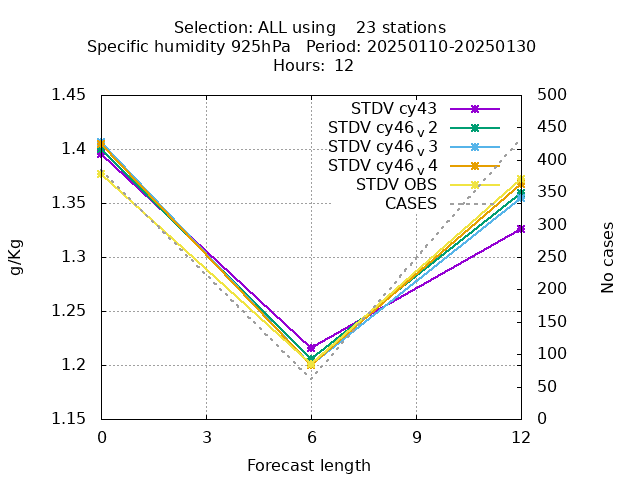 Selection: ALL using    23 stations
Specific humidity 925hPa   Period: 20250110-20250130
Hours:  12
1.45
1.4
1.35
1.3
1.25
1.2
1.15
g/Kg
STDV cy43
STDV cy46 v 2
STDV cy46 v 3
STDV cy46 v 4
STDV OBS
CASES
500
450
400
350
300
250
200
150
100
50
0
No cases
0 3 6 9 12
Forecast length